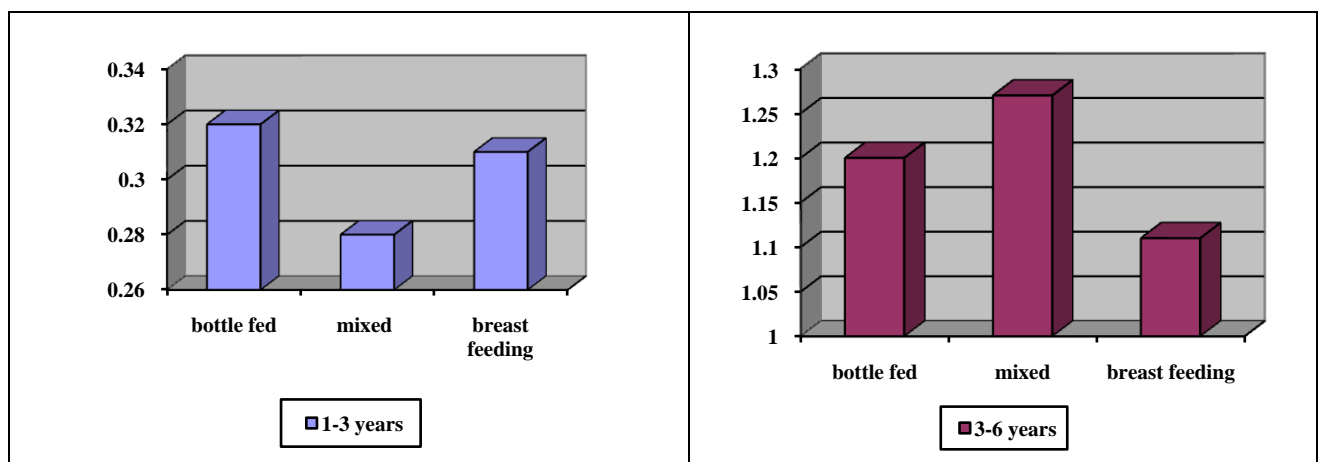 0.34
0.32
0.3
0.28
0.26
bottle fed
mixed
breast
feeding
1-3 years
1.3
1.25
1.2
1.15
1.1
1.05
1
bottle fed
mixed
breast feeding
3-6 years